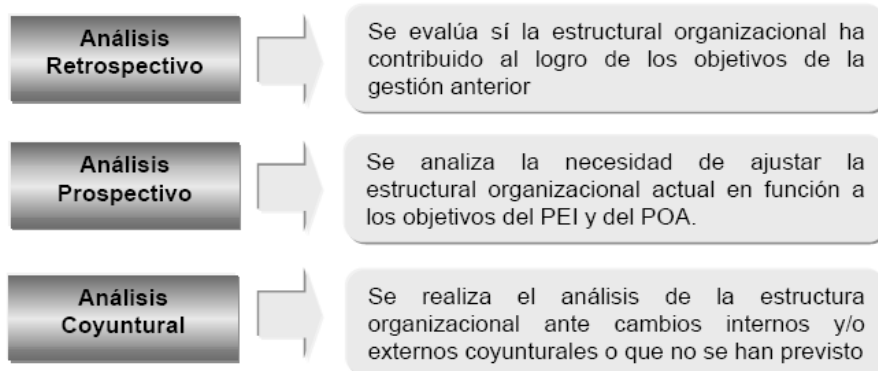 Análisis
Retrospectivo
Se evalúa sí la estructural organizacional ha
contribuido al logro de los objetivos de la
gestión anterior
Análisis
Prospectivo
Se analiza la necesidad de ajustar la
estructural organizacional actual en función a
los objetivos del PEI y del POA.
Análisis
Coyuntural
Se realiza el análisis de la estructura
organizacional ante cambios internos y/o
externos coyunturales o que no se han previsto